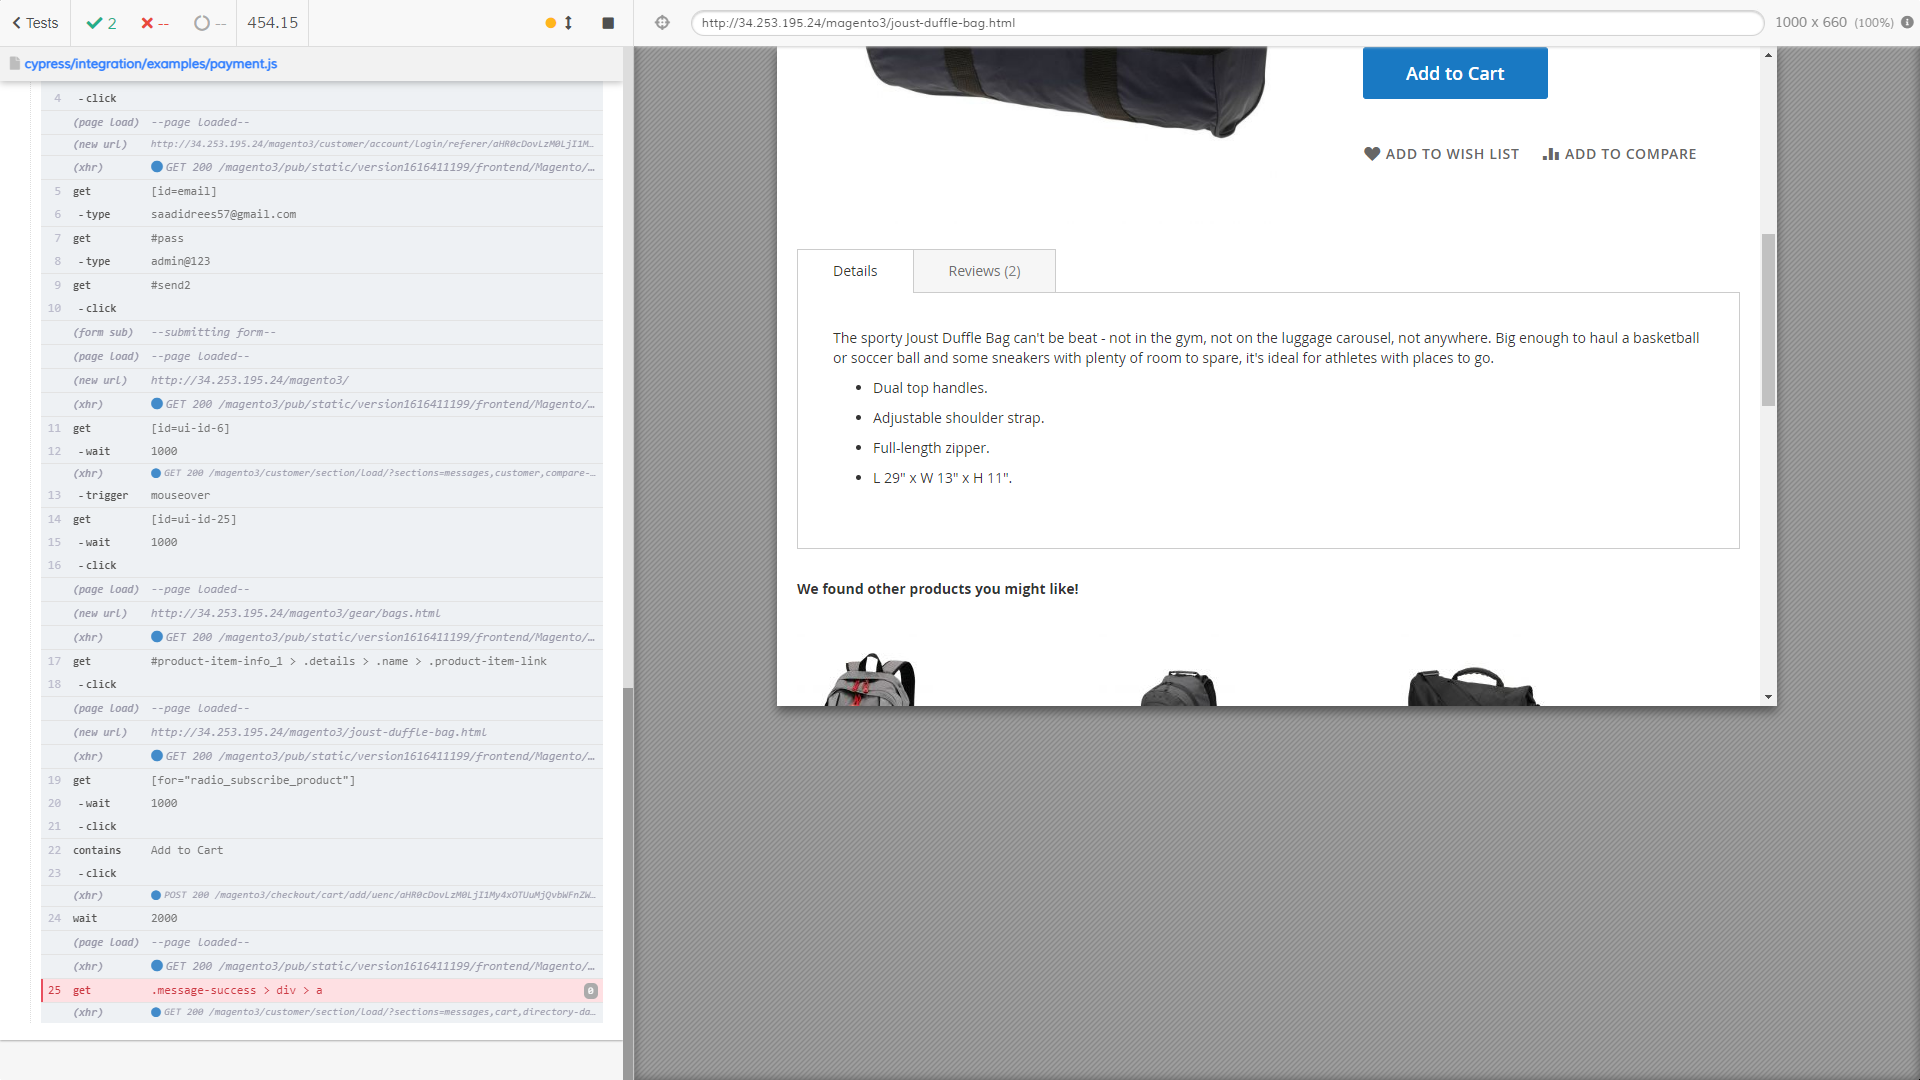 Tests
2
--
--
454.15
cypress/integration/examples/payment.js
4 -click
(page load) --page loaded--
(new url) http://34.253.195.24/magento3/customer/account/login/referer/aHR0cDovLzM0LjI1M…
(xhr) GET 200 /magento3/pub/static/version1616411199/frontend/Magento/…
5 get [id=email]
6 -type saadidrees57@gmail.com
7 get #pass
8 -type admin@123
9 get #send2
10 -click
(form sub) --submitting form--
(page load) --page loaded--
(new url) http://34.253.195.24/magento3/
(xhr) GET 200 /magento3/pub/static/version1616411199/frontend/Magento/…
11 get [id=ui-id-6]
12 -wait 1000
(xhr) GET 200 /magento3/customer/section/load/?sections=messages,customer,compare-…
13 -trigger mouseover
14 get [id=ui-id-25]
15 -wait 1000
16 -click
(page load) --page loaded--
(new url) http://34.253.195.24/magento3/gear/bags.html
(xhr) GET 200 /magento3/pub/static/version1616411199/frontend/Magento/…
17 get #product-item-info_1 > .details > .name > .product-item-link
18 -click
(page load) --page loaded--
(new url) http://34.253.195.24/magento3/joust-duffle-bag.html
(xhr) GET 200 /magento3/pub/static/version1616411199/frontend/Magento/…
19 get [for="radio_subscribe_product"]
20 -wait 1000
21 -click
22 contains Add to Cart
23 -click
(xhr) POST 200 /magento3/checkout/cart/add/uenc/aHR0cDovLzM0LjI1My4xOTUuMjQvbWFnZW…
24 wait 2000
(page load) --page loaded--
(xhr) GET 200 /magento3/pub/static/version1616411199/frontend/Magento/…
25 get .message-success > div > a 0
(xhr) GET 200 /magento3/customer/section/load/?sections=messages,cart,directory-da…
http://34.253.195.24/magento3/joust-duffle-bag.html
1000 x 660 (100%)
Add to Cart
ADD TO WISH LIST
ADD TO COMPARE
Details
Reviews (2)
The sporty Joust Duffle Bag can't be beat - not in the gym, not on the luggage carousel, not anywhere. Big enough to haul a basketball
or soccer ball and some sneakers with plenty of room to spare, it's ideal for athletes with places to go.
• Dual top handles.
• Adjustable shoulder strap.
• Full-length zipper.
• L 29" x W 13" x H 11".
We found other products you might like!